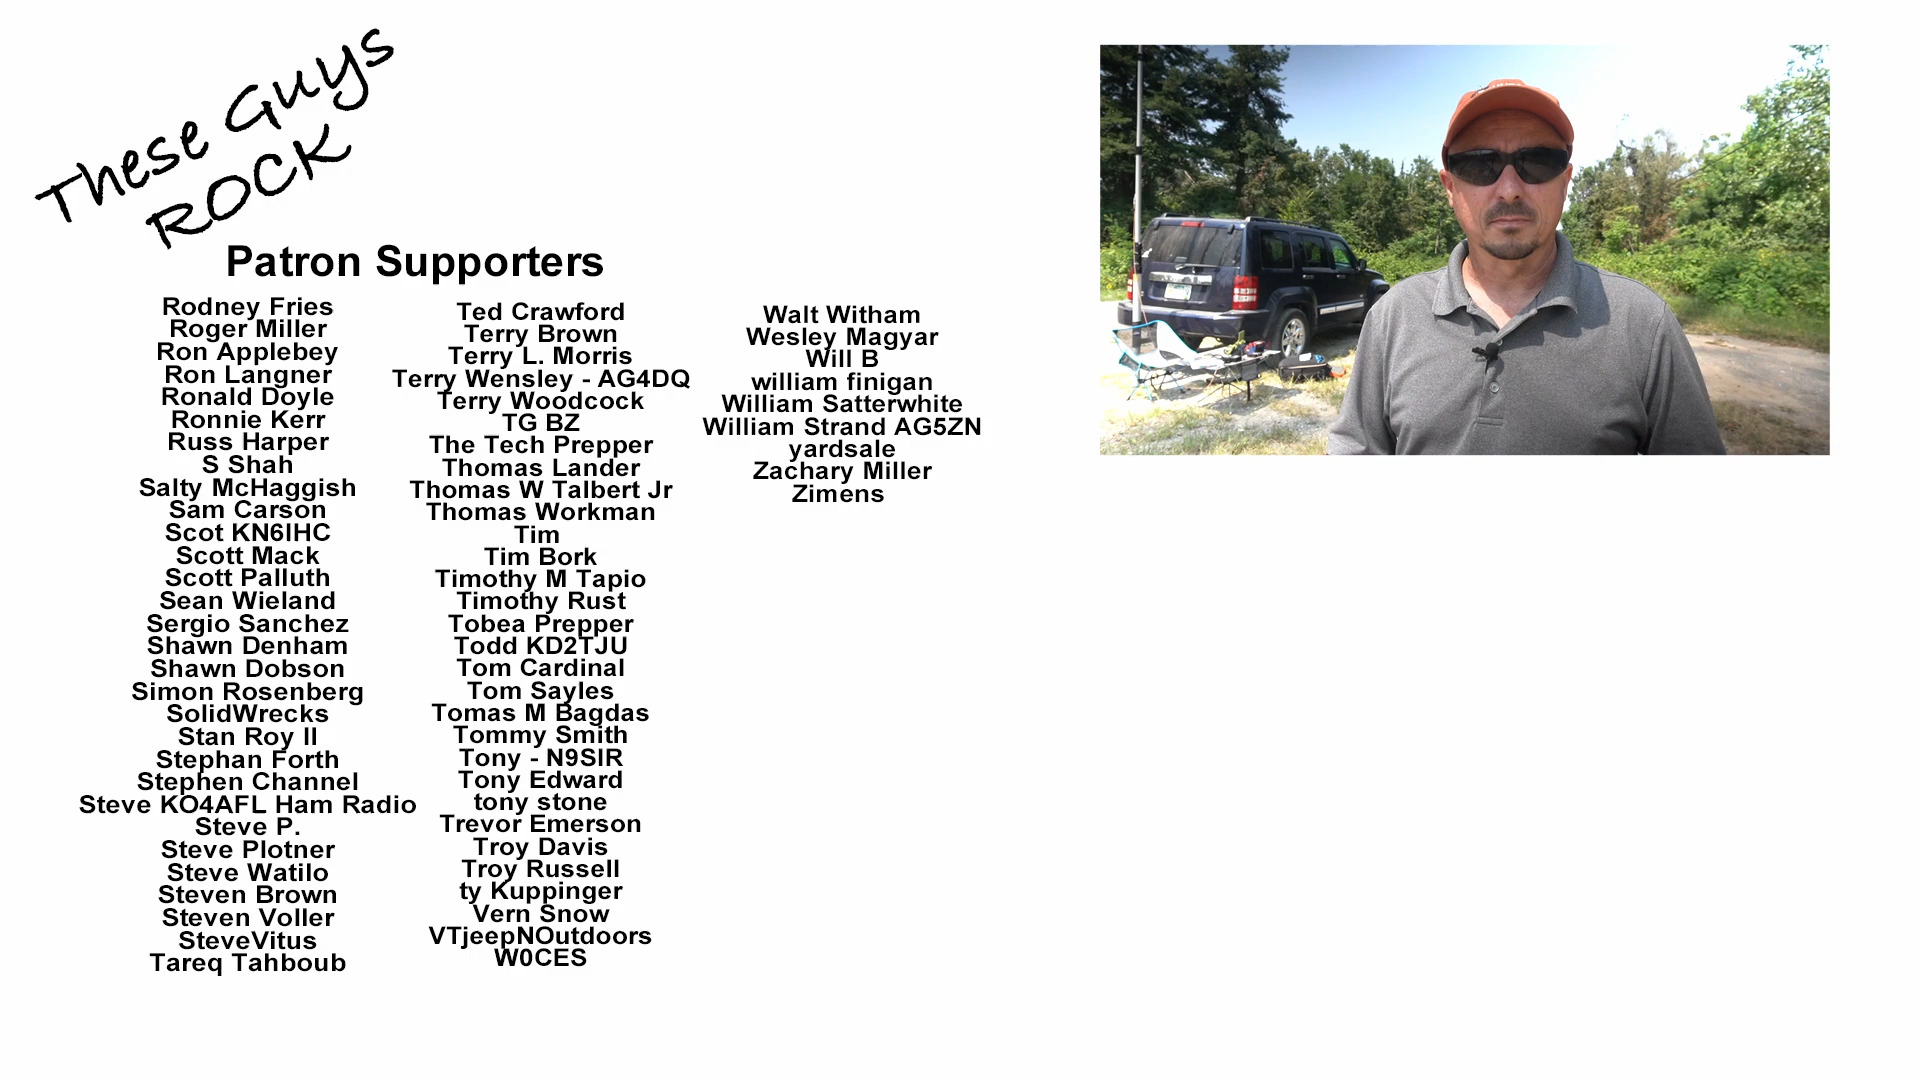 These Guys
ROCK
Patron Supporters
Rodney Fries
Roger Miller
Ron Applebey
Ron Langner
Ronald Doyle
Ronnie Kerr
Russ Harper
S Shah
Salty McHaggish
Sam Carson
Scot KN6IHC
Scott Mack
Scott Palluth
Sean Wieland
Sergio Sanchez
Shawn Denham
Shawn Dobson
Simon Rosenberg
SolidWrecks
Stan Roy II
Stephan Forth
Stephen Channel
Steve KO4AFL Ham Radio
Steve P.
Steve Plotner
Steve Watilo
Steven Brown
Steven Voller
SteveVitus
Tareq Tahboub
Ted Crawford
Terry Brown
Terry L. Morris
Terry Wensley - AG4DQ
Terry Woodcock
TG BZ
The Tech Prepper
Thomas Lander
Thomas W Talbert Jr
Thomas Workman
Tim
Tim Bork
Timothy M Tapio
Timothy Rust
Tobea Prepper
Todd KD2TJU
Tom Cardinal
Tom Sayles
Tomas M Bagdas
Tommy Smith
Tony - N9SIR
Tony Edward
tony stone
Trevor Emerson
Troy Davis
Troy Russell
ty Kuppinger
Vern Snow
VTjeepNOutdoors
W0CES
Walt Witham
Wesley Magyar
Will B
william finigan
William Satterwhite
William Strand AG5ZN
yardsale
Zachary Miller
Zimens